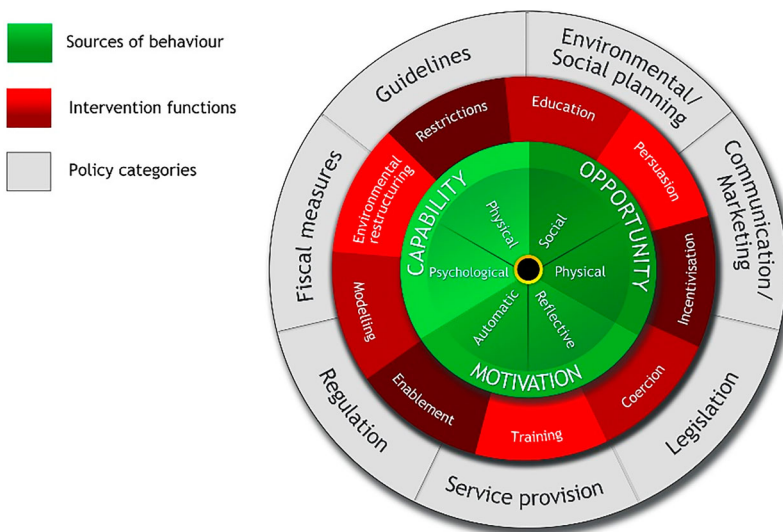 Sources of behaviour
Intervention functions
Policy categories
Guidelines
Environmental/
Social planning
Communication/
Marketing
Legislation
Service provision
Regulation
Fiscal measures
Restrictions
Education
Persuasion
Incentivisation
Coercion
Training
Enablement
Modelling
Environmental
restructuring
CAPABILITY
OPPORTUNITY
MOTIVATION
Physical
Social
Physical
Reflective
Automatic
Psychological